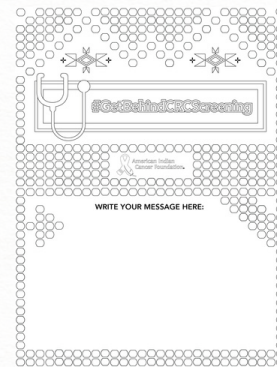 #GetBehindCRCScreening
American Indian
Cancer Foundation.
WRITE YOUR MESSAGE HERE: